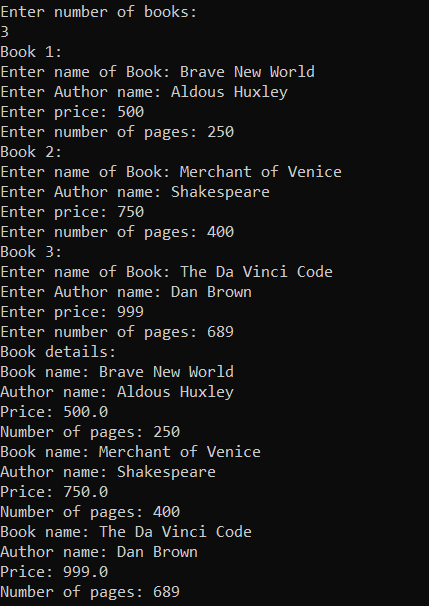 Enter number of books:
3
Book 1:
Enter name of Book: Brave New World
Enter Author name: Aldous Huxley
Enter price: 500
Enter number of pages: 250
Book 2:
Enter name of Book: Merchant of Venice
Enter Author name: Shakespeare
Enter price: 750
Enter number of pages: 400
Book 3:
Enter name of Book: The Da Vinci Code
Enter Author name: Dan Brown
Enter price: 999
Enter number of pages: 689
Book details:
Book name: Brave New World
Author name: Aldous Huxley
Price: 500.0
Number of pages: 250
Book name: Merchant of Venice
Author name: Shakespeare
Price: 750.0
Number of pages: 400
Book name: The Da Vinci Code
Author name: Dan Brown
Price: 999.0
Number of pages: 689